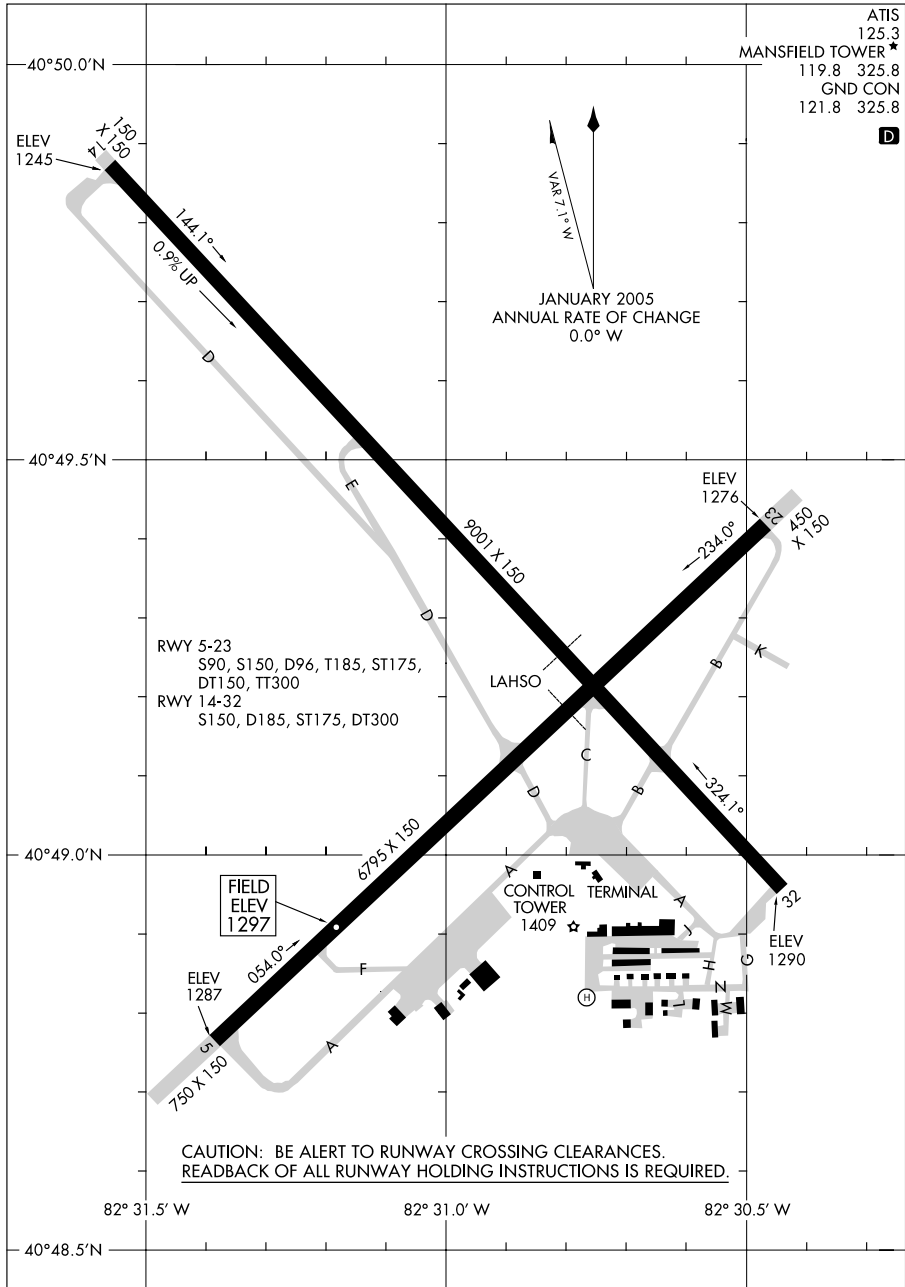 ATIS
125.3
MANSFIELD TOWER ★
119.8 325.8
GND CON
121.8 325.8
D
40°50.0'N
150
X 150
14
ELEV
1245
144.1°
0.9% UP
VAR 7.1° W
JANUARY 2005
ANNUAL RATE OF CHANGE
0.0° W
D
40°49.5'N
E
ELEV
1276
23
450
X 150
234.0°
9001 X 150
D
B
K
RWY 5-23
S90, S150, D96, T185, ST175,
DT150, TT300
RWY 14-32
S150, D185, ST175, DT300
LAHSO
C
D
B
324.1°
40°49.0'N
6795 X 150
A
CONTROL
TOWER
1409
TERMINAL
A
32
FIELD
ELEV
1297
J
ELEV
1290
054.0°
F
H
G
ELEV
1287
H
L
M
N
5
A
750 X 150
CAUTION: BE ALERT TO RUNWAY CROSSING CLEARANCES.
READBACK OF ALL RUNWAY HOLDING INSTRUCTIONS IS REQUIRED.
82° 31.5' W
82° 31.0' W
82° 30.5' W
40°48.5'N